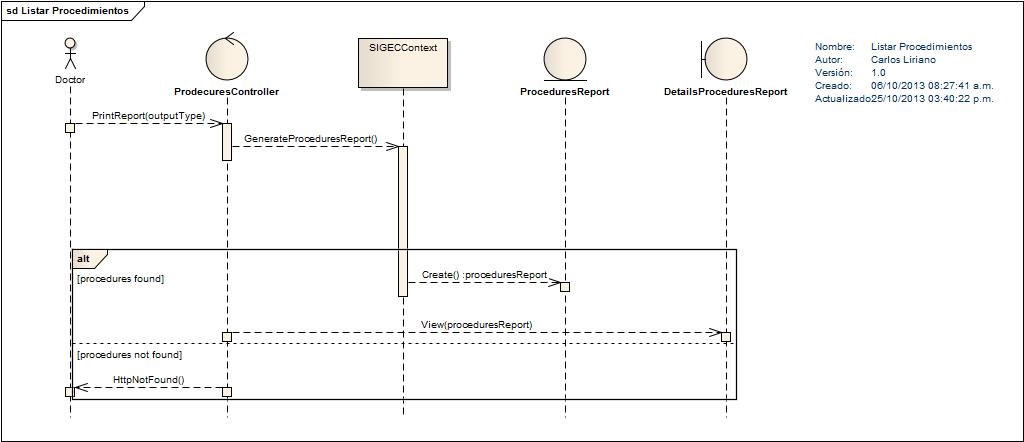 sd Listar Procedimientos
Doctor
ProdecuresController
SIGECContext
ProceduresReport
DetailsProceduresReport
Nombre: Listar Procedimientos
Autor: Carlos Liriano
Versión: 1.0
Creado: 06/10/2013 08:27:41 a.m.
Actualizado25/10/2013 03:40:22 p.m.
PrintReport(outputType)
GenerateProceduresReport()
alt
[procedures found]
Create() :proceduresReport
View(proceduresReport)
[procedures not found]
HttpNotFound()